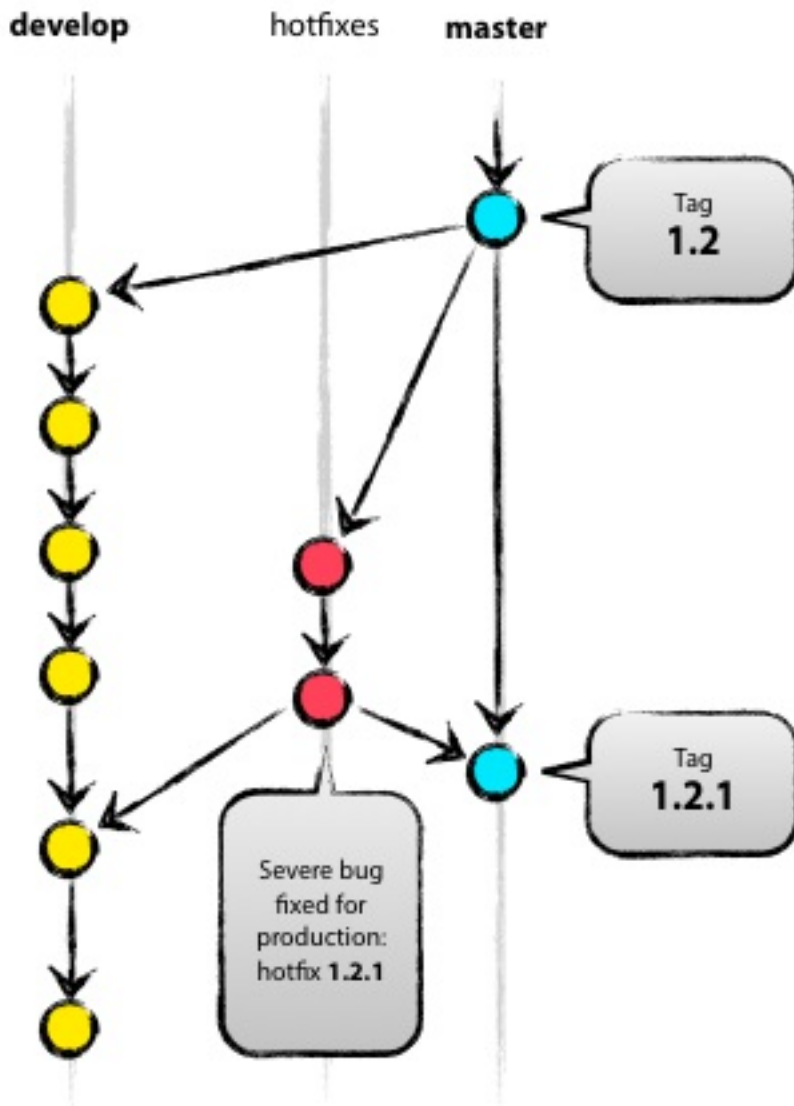 develop
hotfixes
master
Tag
1.2
Tag
1.2.1
Severe bug
fixed for
production:
hotfix 1.2.1